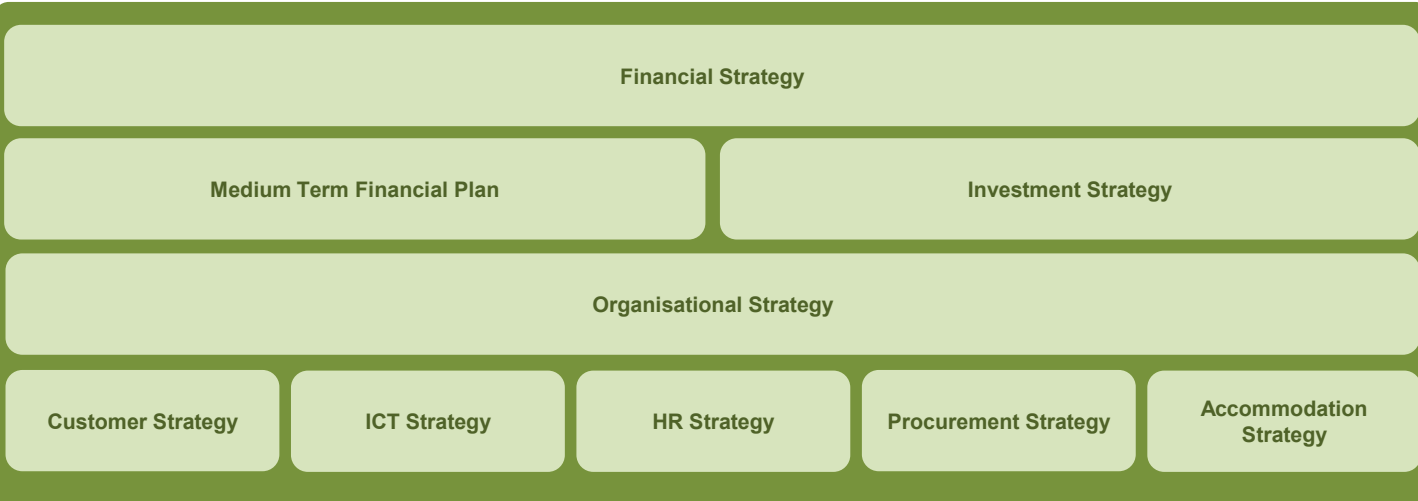 Financial Strategy
Medium Term Financial Plan
Investment Strategy
Organisational Strategy
Customer Strategy
ICT Strategy
HR Strategy
Procurement Strategy
Accommodation
Strategy